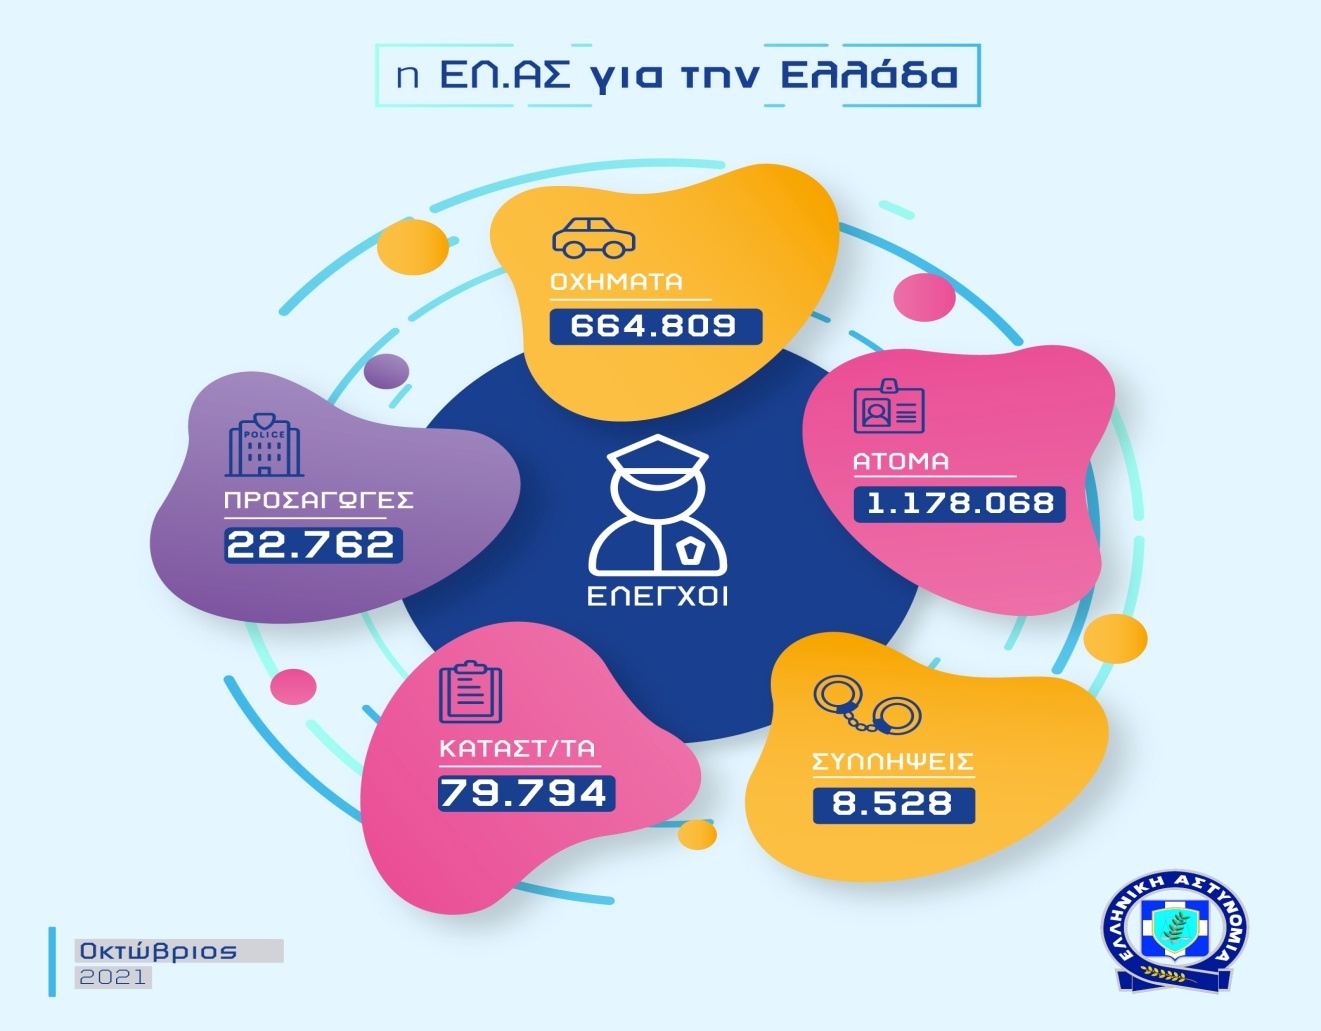 η ΕΛ.ΑΣ για την Ελλάδα
ΟΧΗΜΑΤΑ
664.809
ΑΤΟΜΑ
1.178.068
POLICE
ΠΡΟΣΑΓΩΓΕΣ
22.762
ΕΛΕΓΧΟΙ
ΚΑΤΑΣΤ/ΤΑ
79.794
ΣΥΛΛΗΨΕΙΣ
8.528
ΕΛΛΗΝΙΚΗ ΑΣΤΥΝΟΜΙΑ
Οκτώβριος
2021